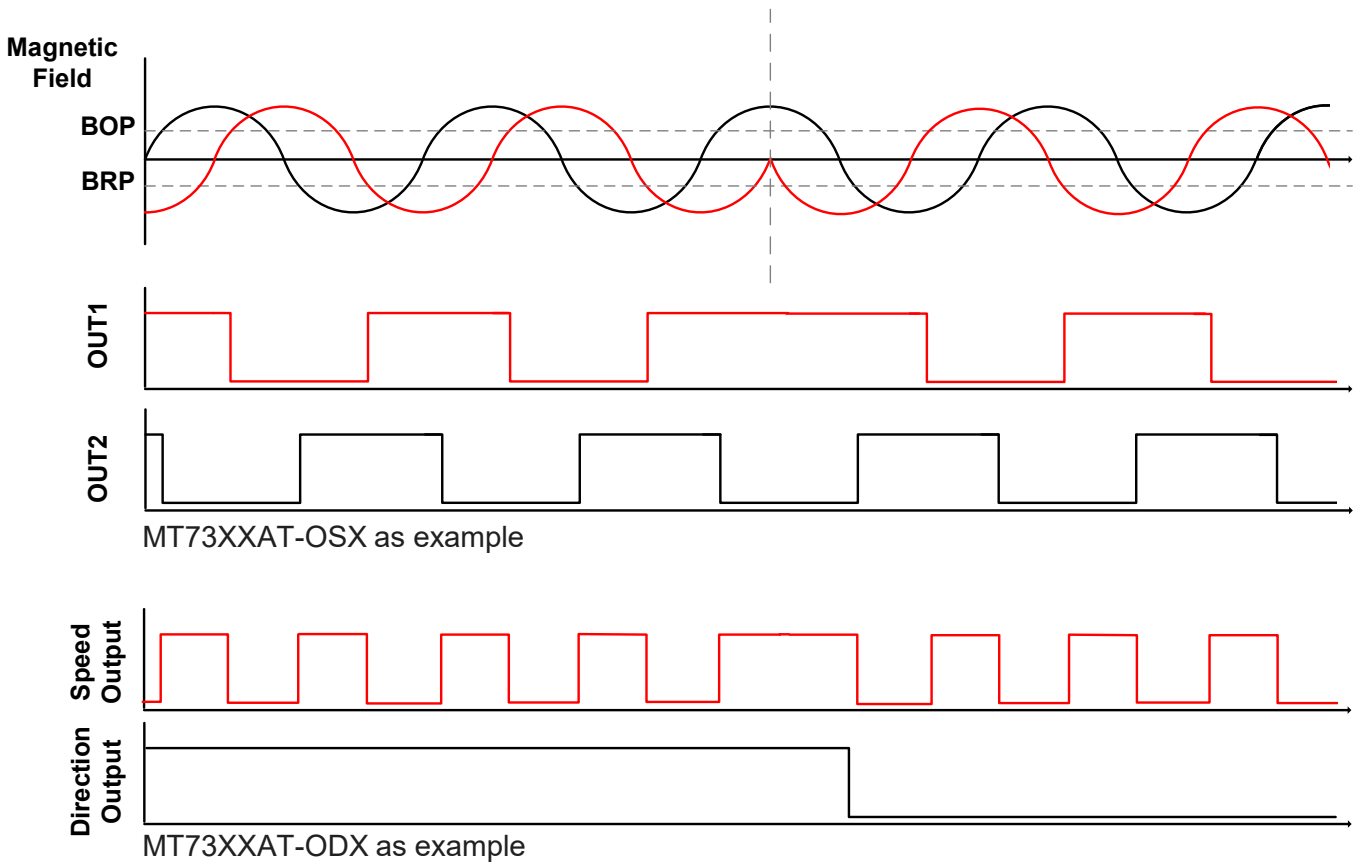 Magnetic
Field
BOP
BRP
OUT1
OUT2
MT73XXAT-OSX as example
Speed
Output
Direction
Output
MT73XXAT-ODX as example